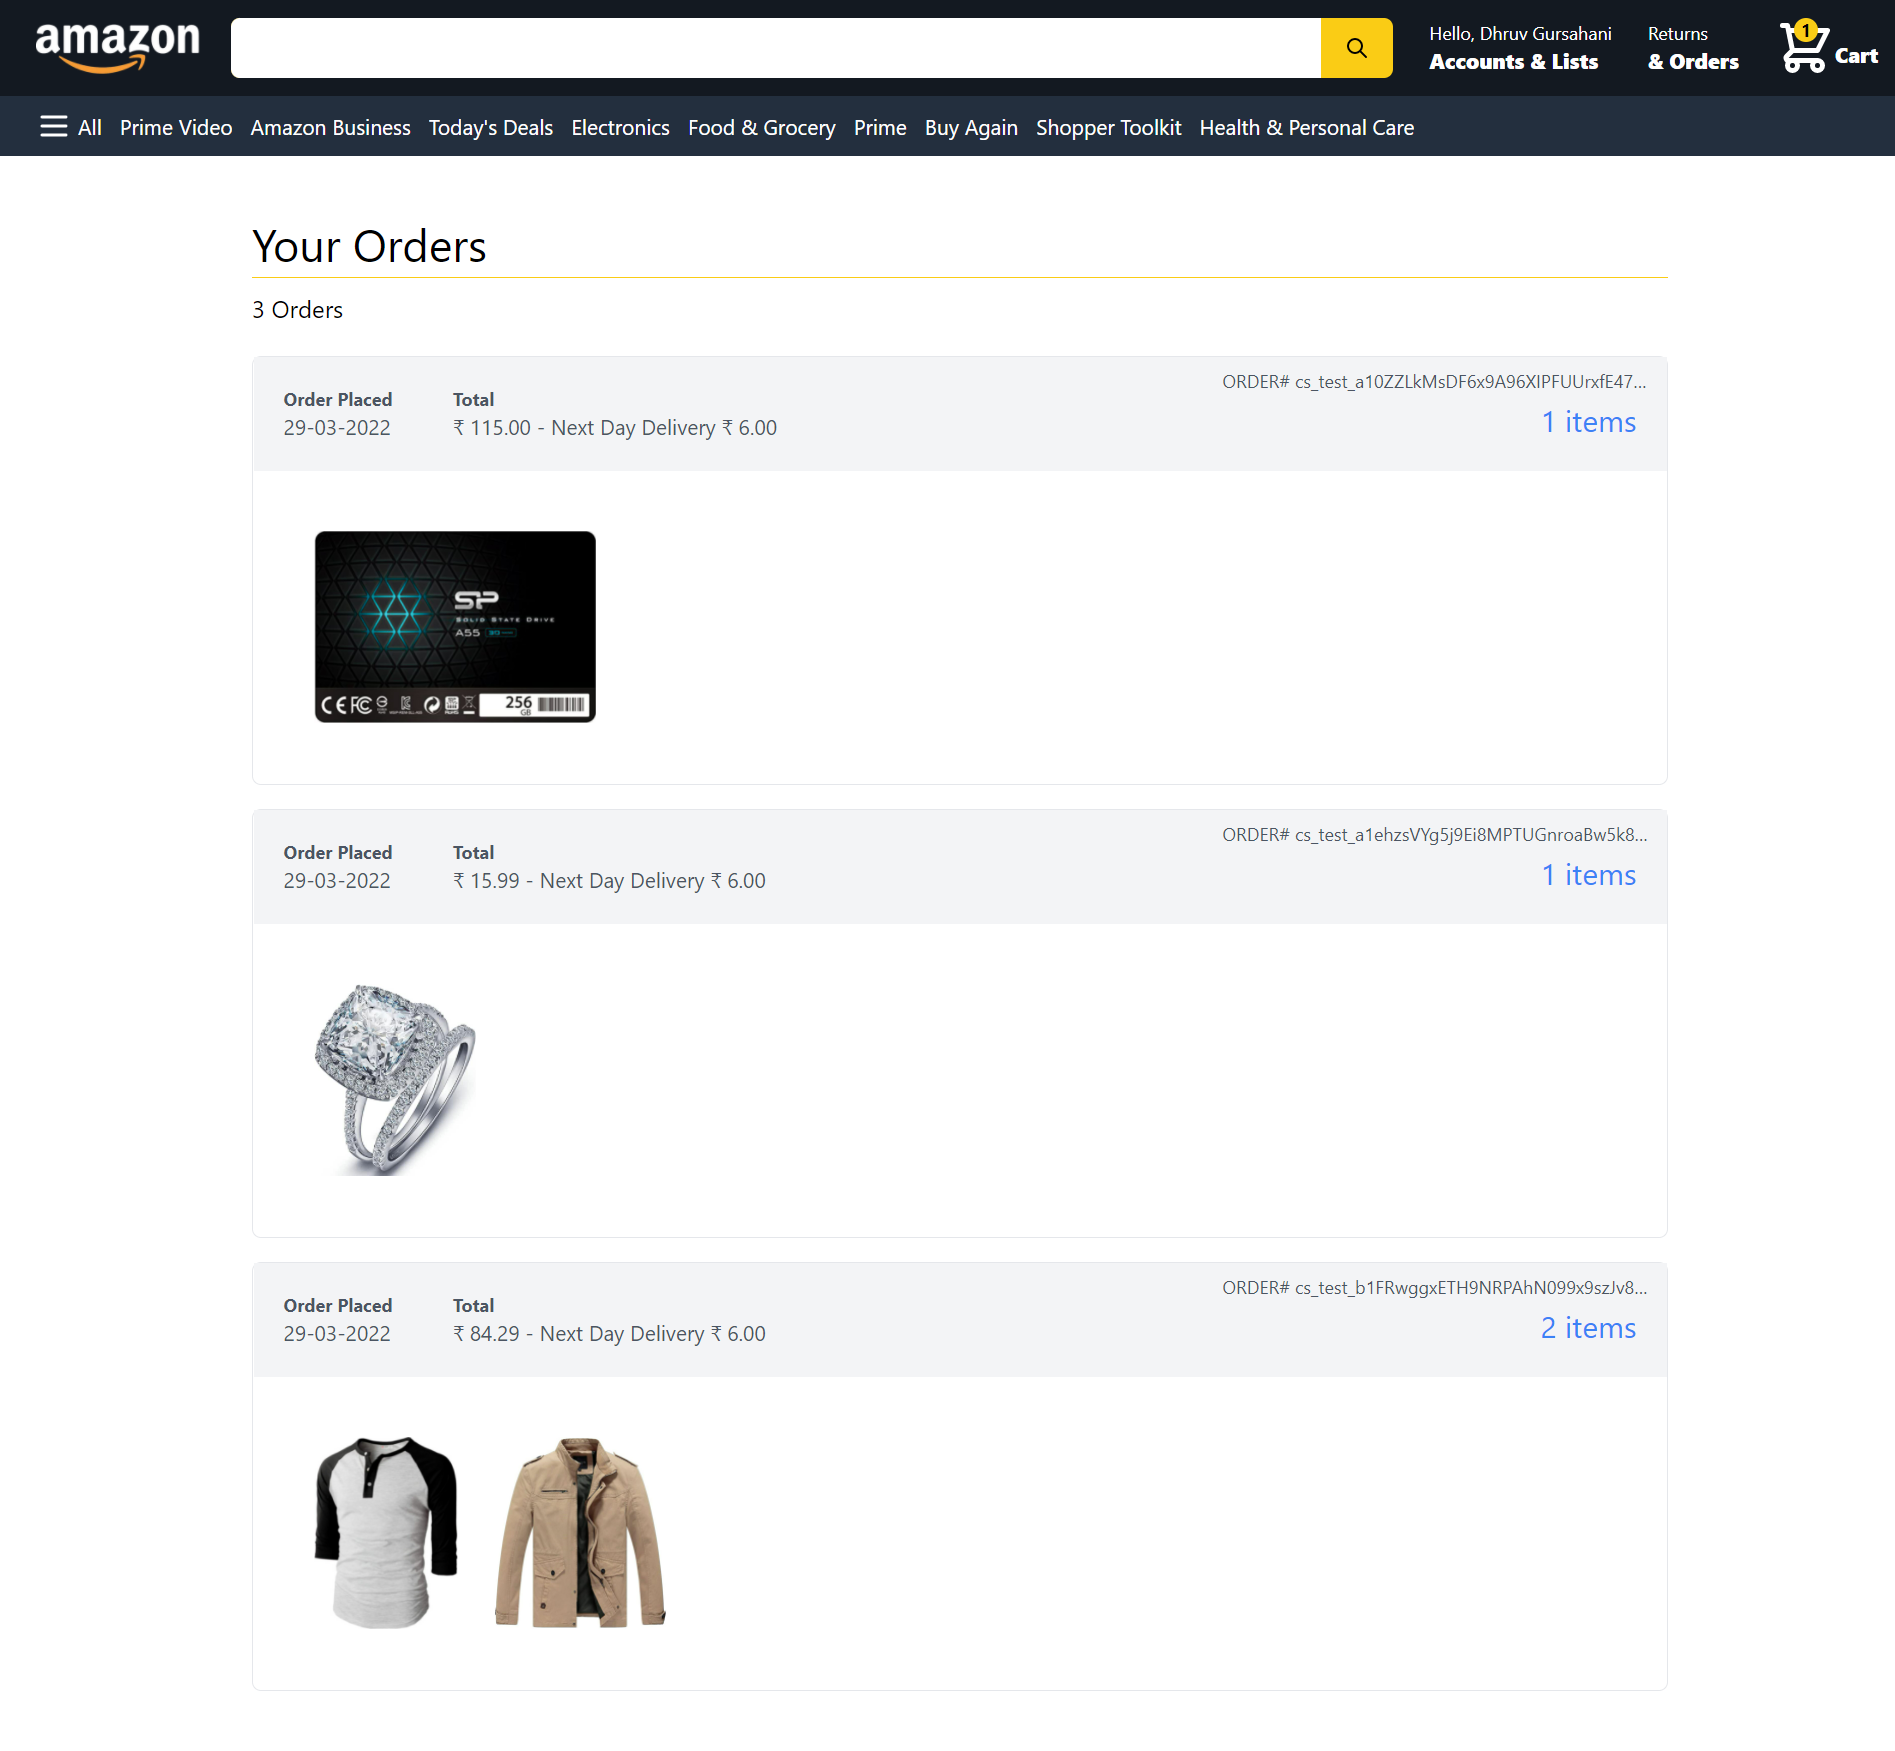 amazon
Hello, Dhruv Gursahani
Accounts & Lists
Returns
& Orders
1
Cart
All Prime Video Amazon Business Today's Deals Electronics Food & Grocery Prime Buy Again Shopper Toolkit Health & Personal Care
Your Orders
3 Orders
ORDER# cs_test_a10ZZLkMsDF6x9A96XIPFUUrxfE47...
Order Placed Total
29-03-2022 ₹ 115.00 - Next Day Delivery ₹ 6.00
1 items
SP
SOLID STATE DRIVE
A55
CE FC
256
GB
ORDER# cs_test_a1ehzsVYg5j9Ei8MPTUGnroaBw5k8...
Order Placed Total
29-03-2022 ₹ 15.99 - Next Day Delivery ₹ 6.00
1 items
ORDER# cs_test_b1FRwggxETH9NRPAhN099x9szJv8...
Order Placed Total
29-03-2022 ₹ 84.29 - Next Day Delivery ₹ 6.00
2 items